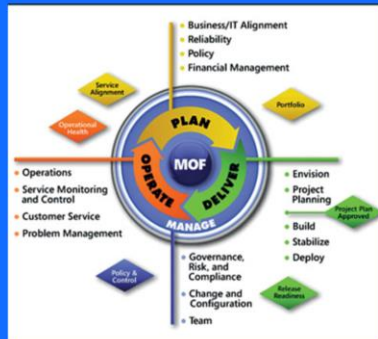 Business/IT Alignment
Reliability
Policy
Financial Management
Service
Alignment
Portfolio
Operational
Health
PLAN
OPERATE
MOF
DELIVER
MANAGE
Operations
Service Monitoring
and Control
Customer Service
Problem Management
Envision
Project
Planning
Project Plan
Approved
Build
Stabilize
Deploy
Policy &
Control
Governance,
Risk, and
Compliance
Change and
Configuration
Team
Release
Readiness